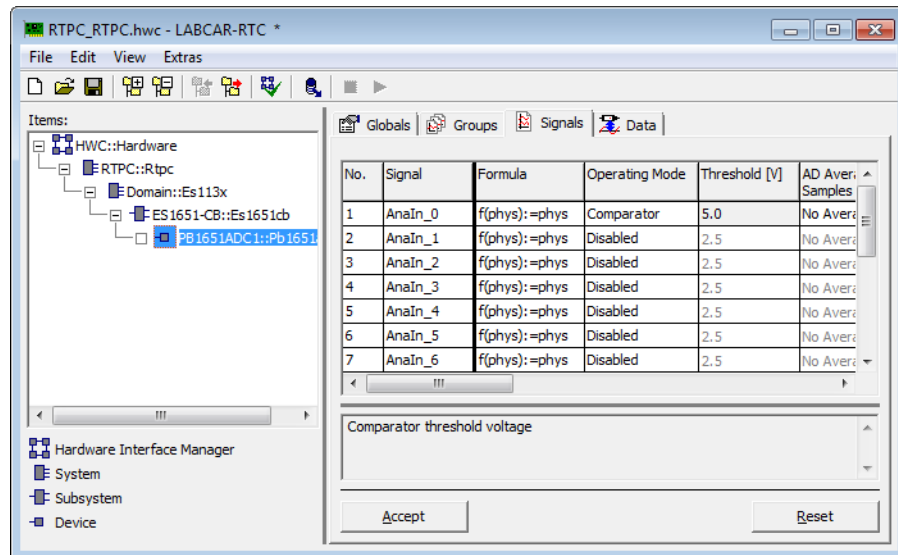 RTPC_RTPC.hwc - LABCAR-RTC *
File Edit View Extras
Items:
HWC::Hardware
RTPC::Rtpc
Domain::Es113x
ES1651-CB::Es1651cb
PB1651ADC1::Pb1651
Globals Groups Signals Data
No. Signal Formula Operating Mode Threshold [V] AD Avera
Samples
1 AnaIn_0 f(phys):=phys Comparator 5.0 No Avera
2 AnaIn_1 f(phys):=phys Disabled 2.5 No Avera
3 AnaIn_2 f(phys):=phys Disabled 2.5 No Avera
4 AnaIn_3 f(phys):=phys Disabled 2.5 No Avera
5 AnaIn_4 f(phys):=phys Disabled 2.5 No Avera
6 AnaIn_5 f(phys):=phys Disabled 2.5 No Avera
7 AnaIn_6 f(phys):=phys Disabled 2.5 No Avera
Comparator threshold voltage
Hardware Interface Manager
System
Subsystem
Device
Accept Reset